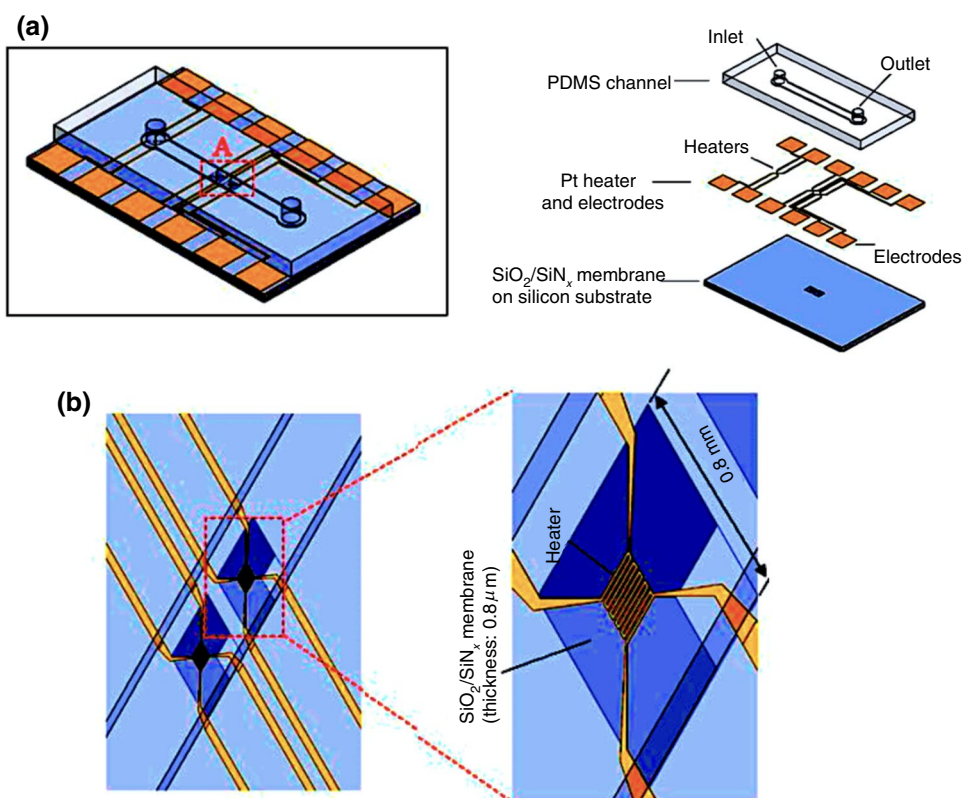 (a)
A
Inlet
Outlet
PDMS channel
Heaters
Pt heater
and electrodes
Electrodes
SiO₂/SiNₓ membrane
on silicon substrate
(b)
0.8 mm
Heater
SiO₂/SiNₓ membrane
(thickness: 0.8 μm)